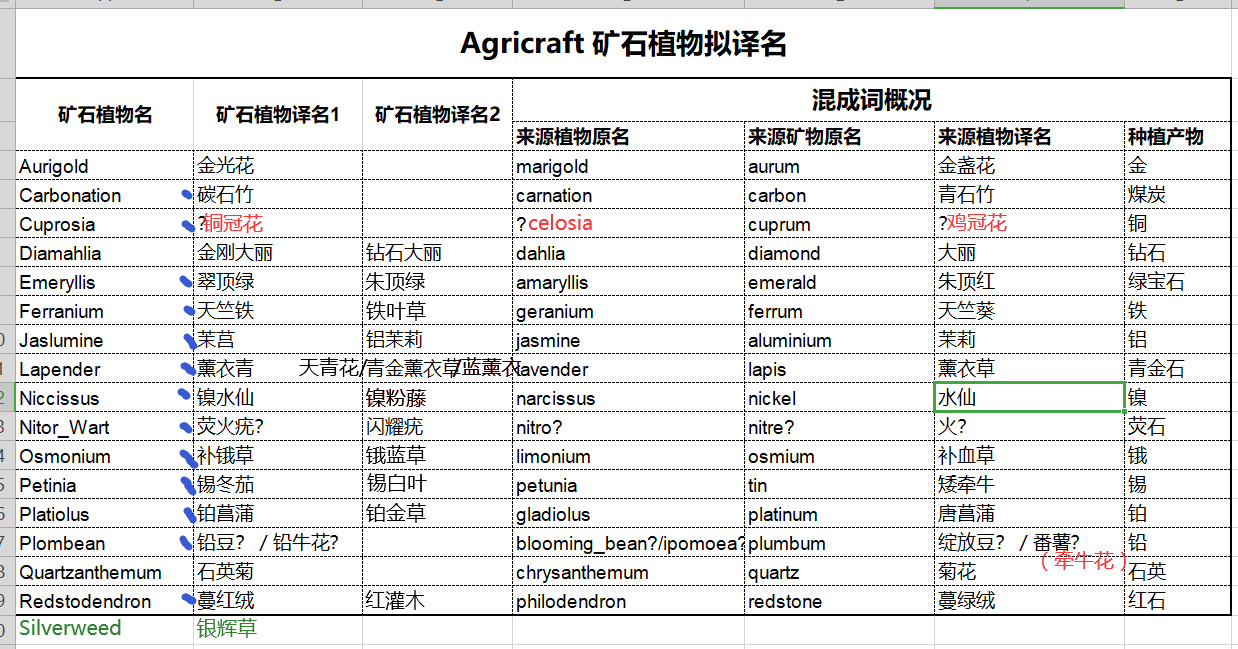 Agricraft 矿石植物拟译名
矿石植物名 矿石植物译名1 矿石植物译名2 混成词概况
来源植物原名 来源矿物原名 来源植物译名 种植产物
Aurigold 金光花 marigold aurum 金盏花 金
Carbonation 碳石竹 carnation carbon 青石竹 煤炭
Cuprosia ?铜冠花 ?celosia cuprum ?鸡冠花 铜
Diamahlia 金刚大丽 钻石大丽 dahlia diamond 大丽 钻石
Emeryllis 翠顶绿 朱顶绿 amaryllis emerald 朱顶红 绿宝石
Ferranium 天竺铁 铁叶草 geranium ferrum 天竺葵 铁
Jaslumine 茉莒 铝茉莉 jasmine aluminium 茉莉 铝
Lapender 薰衣青 天青花/青金薰衣草/蓝薰衣 lavender lapis 薰衣草 青金石
Niccissus 镍水仙 镍粉藤 narcissus nickel 水仙 镍
Nitor_Wart 荧火疣? 闪耀疣 nitro? nitre? 火? 荧石
Osmonium 补锇草 锇蓝草 limonium osmium 补血草 锇
Petinia 锡冬茄 锡白叶 petunia tin 矮牵牛 锡
Platiolus 铂菖蒲 铂金草 gladiolus platinum 唐菖蒲 铂
Plombean 铅豆? / 铅牛花? blooming_bean?/ipomoea? plumbum 绽放豆? / 番薯? 铅
(牵牛花)
Quartzanthemum 石英菊 chrysanthemum quartz 菊花 石英
Redstodendron 蔓红绒 红灌木 philodendron redstone 蔓绿绒 红石
Silverweed 银辉草